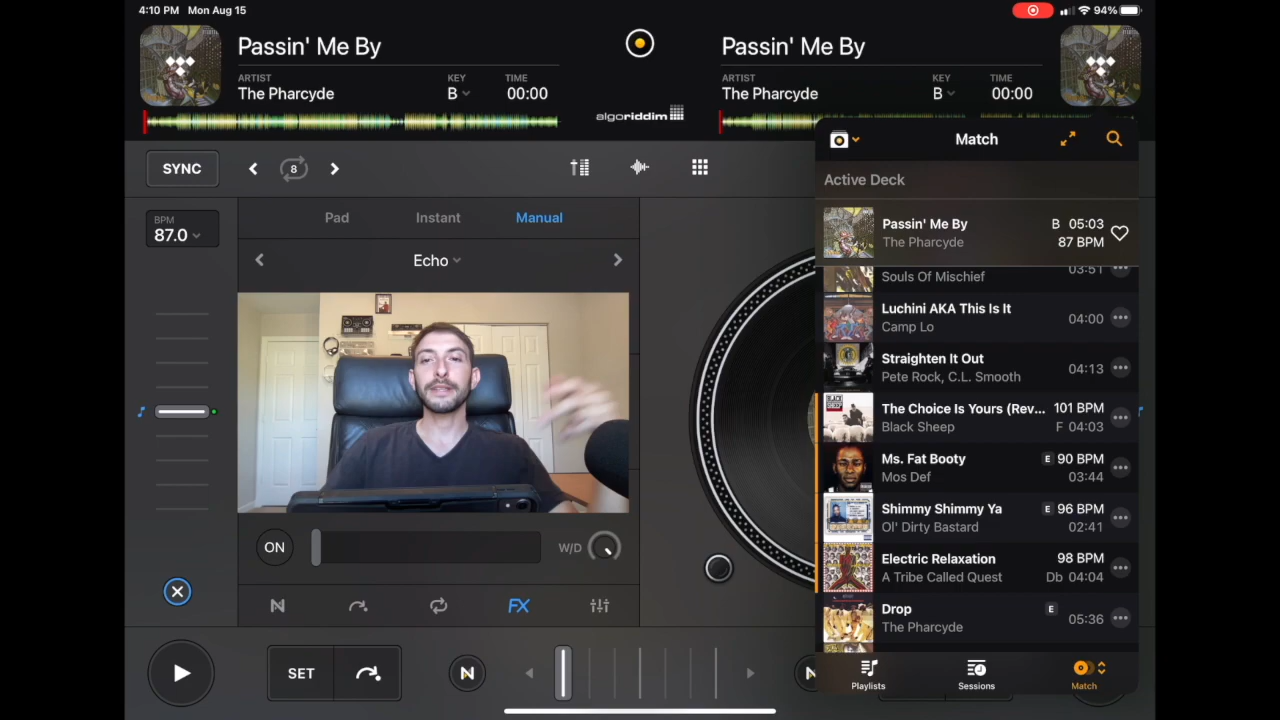 4:10 PM Mon Aug 15
94%
Passin' Me By
ARTIST
The Pharcyde
KEY
B
TIME
00:00
algoriddim
Passin' Me By
ARTIST
The Pharcyde
KEY
B
TIME
00:00
SYNC
8
BPM
87.0
Pad
Instant
Manual
Echo
ON
W/D
FX
SET
Match
Active Deck
Passin' Me By
B 05:03
The Pharcyde
87 BPM
Souls Of Mischief
03:51
Luchini AKA This Is It
Camp Lo
04:00
Straighten It Out
Pete Rock, C.L. Smooth
04:13
The Choice Is Yours (Rev...
101 BPM
Black Sheep
F 04:03
Ms. Fat Booty
E 90 BPM
Mos Def
03:44
Shimmy Shimmy Ya
E 96 BPM
Ol' Dirty Bastard
02:41
Electric Relaxation
98 BPM
A Tribe Called Quest
Db 04:04
Drop
E
The Pharcyde
05:36
Playlists
Sessions
Match